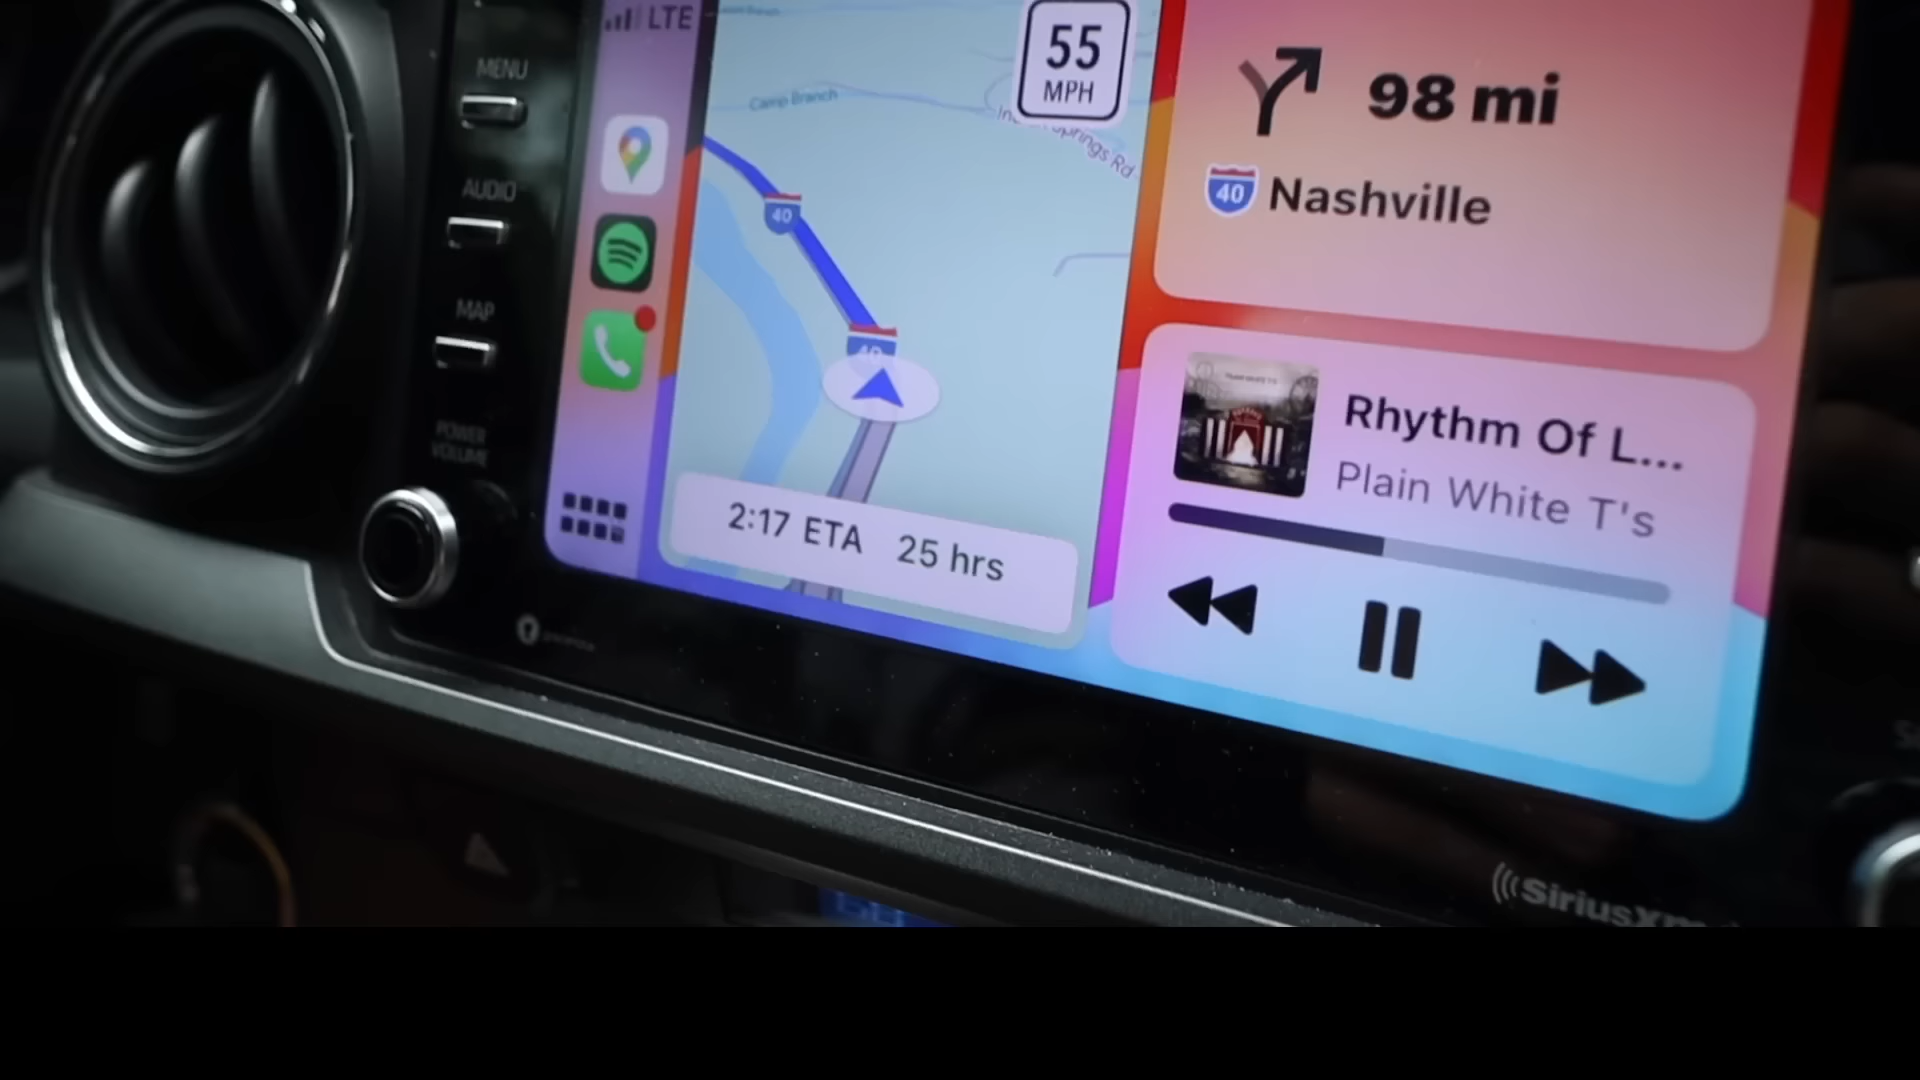 LTE
MENU
AUDIO
MAP
POWER
VOLUME
Camp Branch
55
MPH
Springs Rd
40
40
2:17 ETA 25 hrs
98 mi
40 Nashville
Rhythm Of L...
Plain White T's
SiriusXM